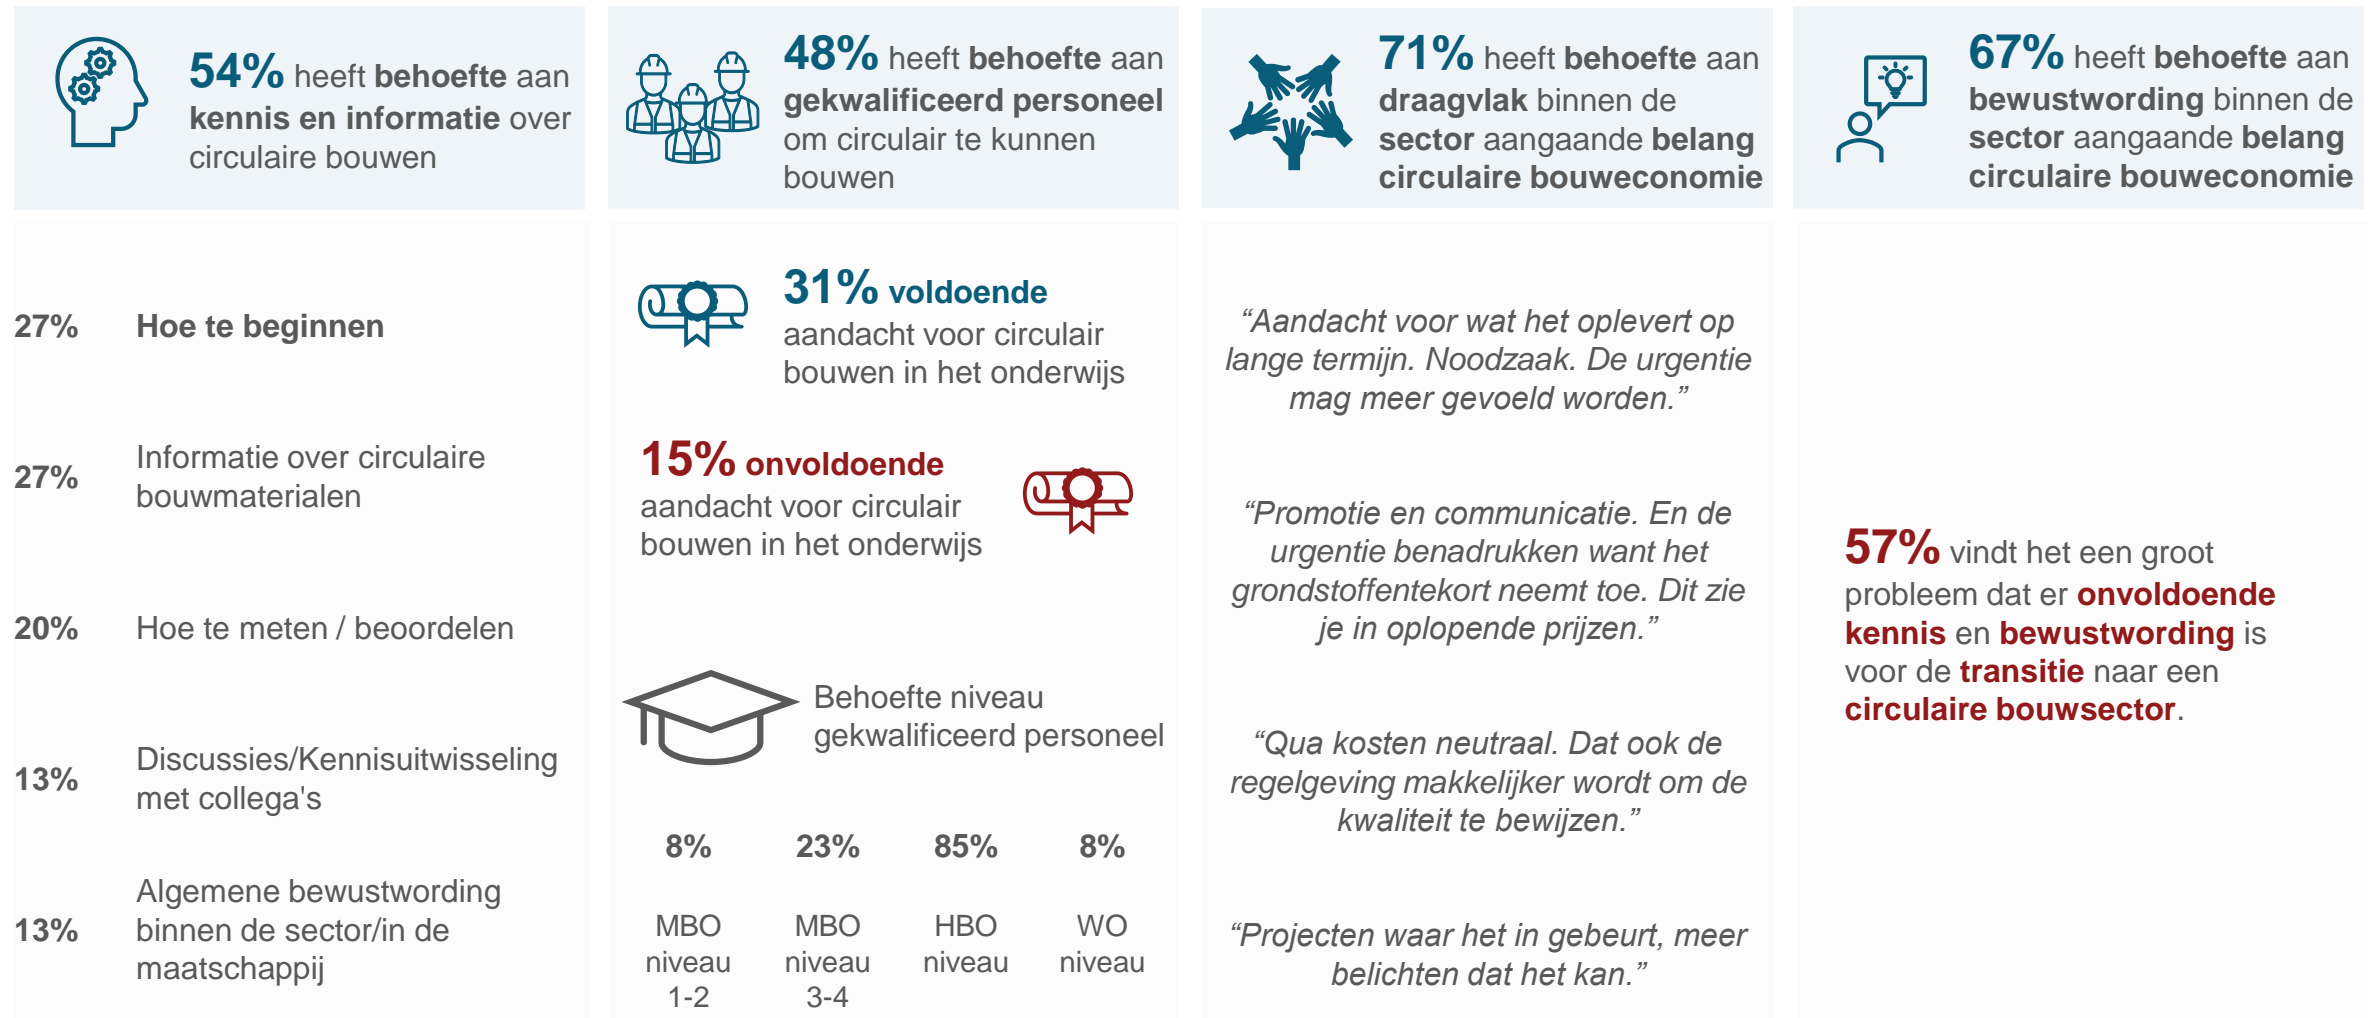 54% heeft behoefte aan
kennis en informatie over
circulaire bouwen
48% heeft behoefte aan
gekwalificeerd personeel
om circulair te kunnen
bouwen
71% heeft behoefte aan
draagvlak binnen de
sector aangaande belang
circulaire bouweconomie
67% heeft behoefte aan
bewustwording binnen de
sector aangaande belang
circulaire bouweconomie
27% Hoe te beginnen
27% Informatie over circulaire
bouwmaterialen
20% Hoe te meten / beoordelen
13% Discussies/Kennisuitwisseling
met collega's
13% Algemene bewustwording
binnen de sector/in de
maatschappij
31% voldoende
aandacht voor circulair
bouwen in het onderwijs
15% onvoldoende
aandacht voor circulair
bouwen in het onderwijs
Behoefte niveau
gekwalificeerd personeel
8% 23% 85% 8%
MBO MBO HBO WO
niveau niveau niveau niveau
1-2 3-4
“Aandacht voor wat het oplevert op
lange termijn. Noodzaak. De urgentie
mag meer gevoeld worden.”
“Promotie en communicatie. En de
urgentie benadrukken want het
grondstoffentekort neemt toe. Dit zie
je in oplopende prijzen.”
“Qua kosten neutraal. Dat ook de
regelgeving makkelijker wordt om de
kwaliteit te bewijzen.”
“Projecten waar het in gebeurt, meer
belichten dat het kan.”
57% vindt het een groot
probleem dat er onvoldoende
kennis en bewustwording is
voor de transitie naar een
circulaire bouwsector.